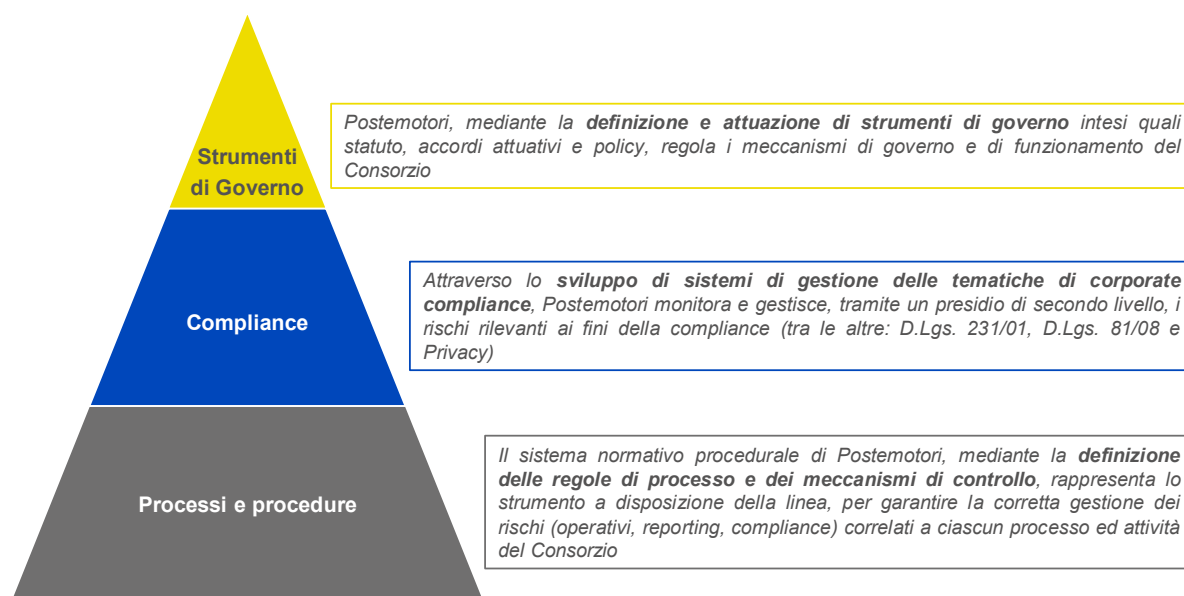 Strumenti
di Governo
Postemotori, mediante la definizione e attuazione di strumenti di governo intesi quali
statuto, accordi attuativi e policy, regola i meccanismi di governo e di funzionamento del
Consorzio
Compliance
Attraverso lo sviluppo di sistemi di gestione delle tematiche di corporate
compliance, Postemotori monitora e gestisce, tramite un presidio di secondo livello, i
rischi rilevanti ai fini della compliance (tra le altre: D.Lgs. 231/01, D.Lgs. 81/08 e
Privacy)
Processi e procedure
Il sistema normativo procedurale di Postemotori, mediante la definizione
delle regole di processo e dei meccanismi di controllo, rappresenta lo
strumento a disposizione della linea, per garantire la corretta gestione dei
rischi (operativi, reporting, compliance) correlati a ciascun processo ed attività
del Consorzio